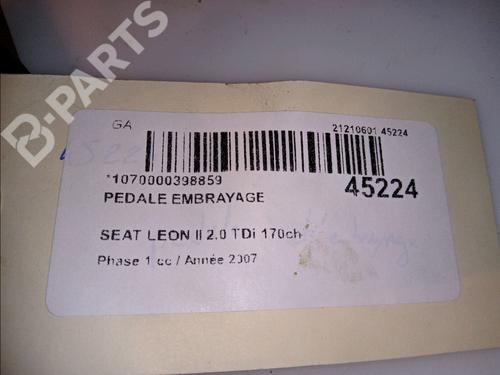 B-PARTS
GA
21210601 45224
*1070000398859
45224
PEDALE EMBRAYAGE
SEAT LEON II 2.0 TDi 170ch
Phase 1 cc / Année 2007